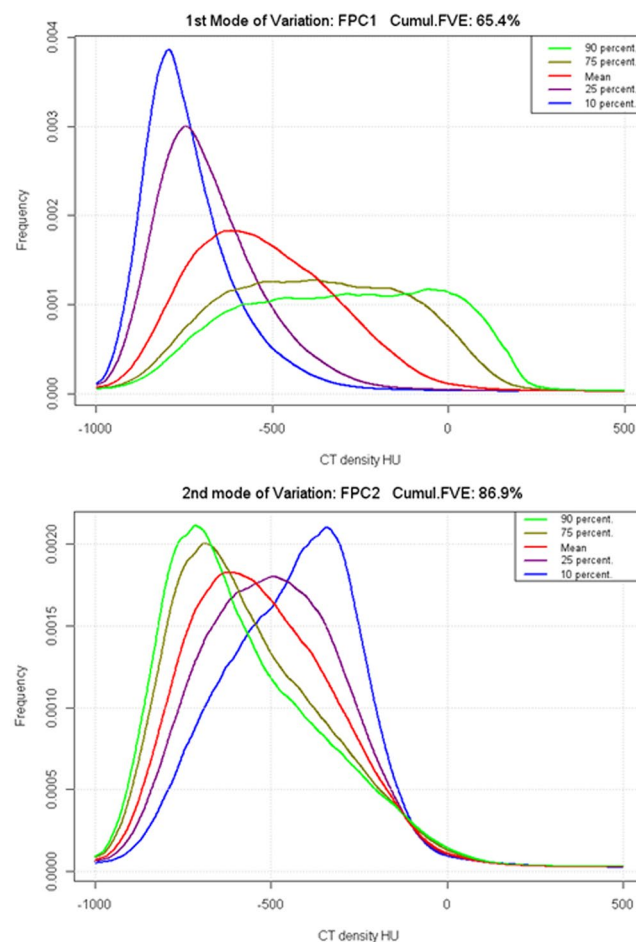 1st Mode of Variation: FPC1 Cumul.FVE: 65.4%
90 percent.
75 percent.
Mean
25 percent.
10 percent.
Frequency
0.004
0.003
0.002
0.001
0.000
-1000 -500 0 500
CT density HU
2nd mode of Variation: FPC2 Cumul.FVE: 86.9%
90 percent.
75 percent.
Mean
25 percent.
10 percent.
Frequency
0.0020
0.0015
0.0010
0.0005
0.0000
-1000 -500 0 500
CT density HU